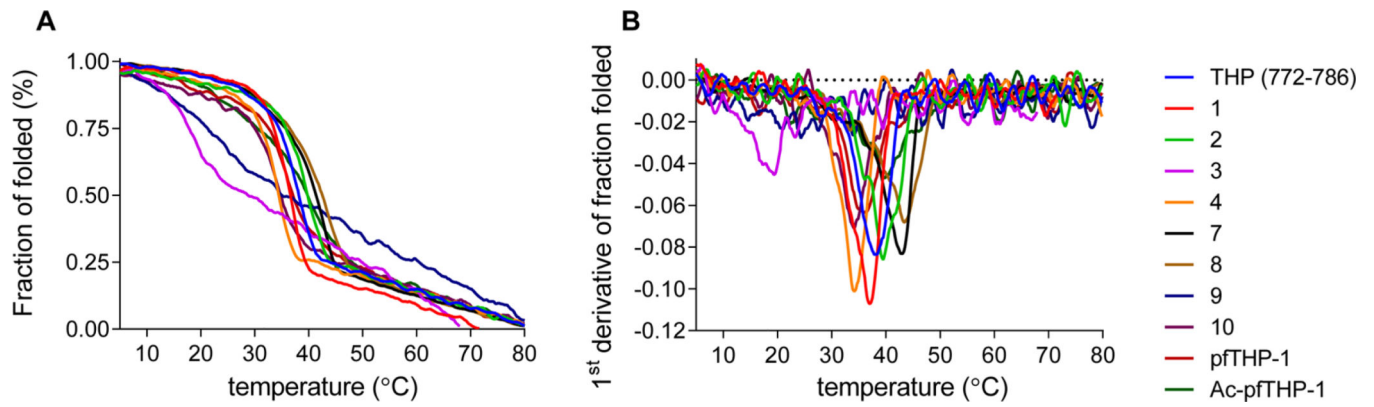 A
Fraction of folded (%)
1.00
0.75
0.50
0.25
0.00
10 20 30 40 50 60 70 80
temperature (°C)
B
1st derivative of fraction folded
0.00
-0.02
-0.04
-0.06
-0.08
-0.10
-0.12
10 20 30 40 50 60 70 80
temperature (°C)
THP (772-786)
1
2
3
4
7
8
9
10
pfTHP-1
Ac-pfTHP-1